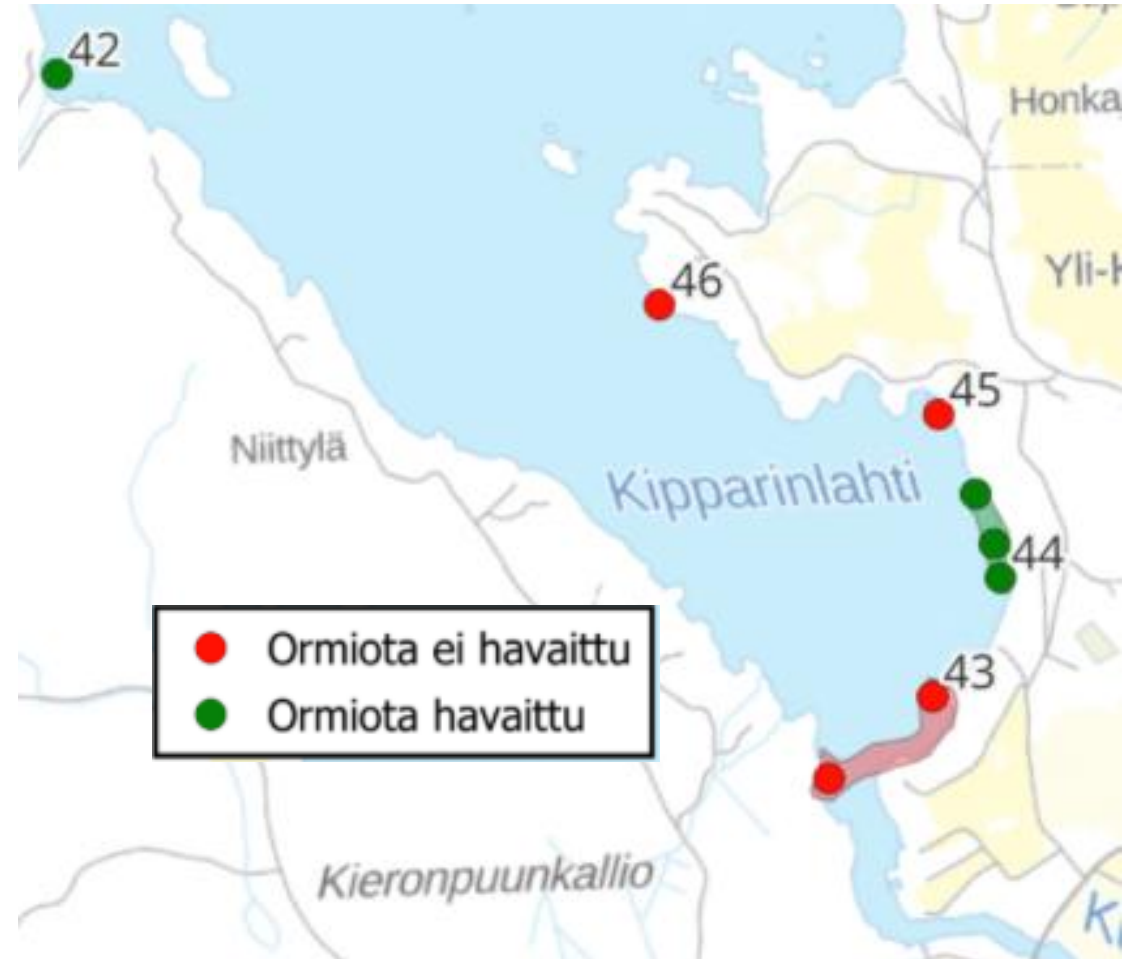 42
Honka
46
Yli-H
45
Niittylä
Kipparinlahti
44
Ormiota ei havaittu
Ormiota havaittu
43
Kieronpuunkallio